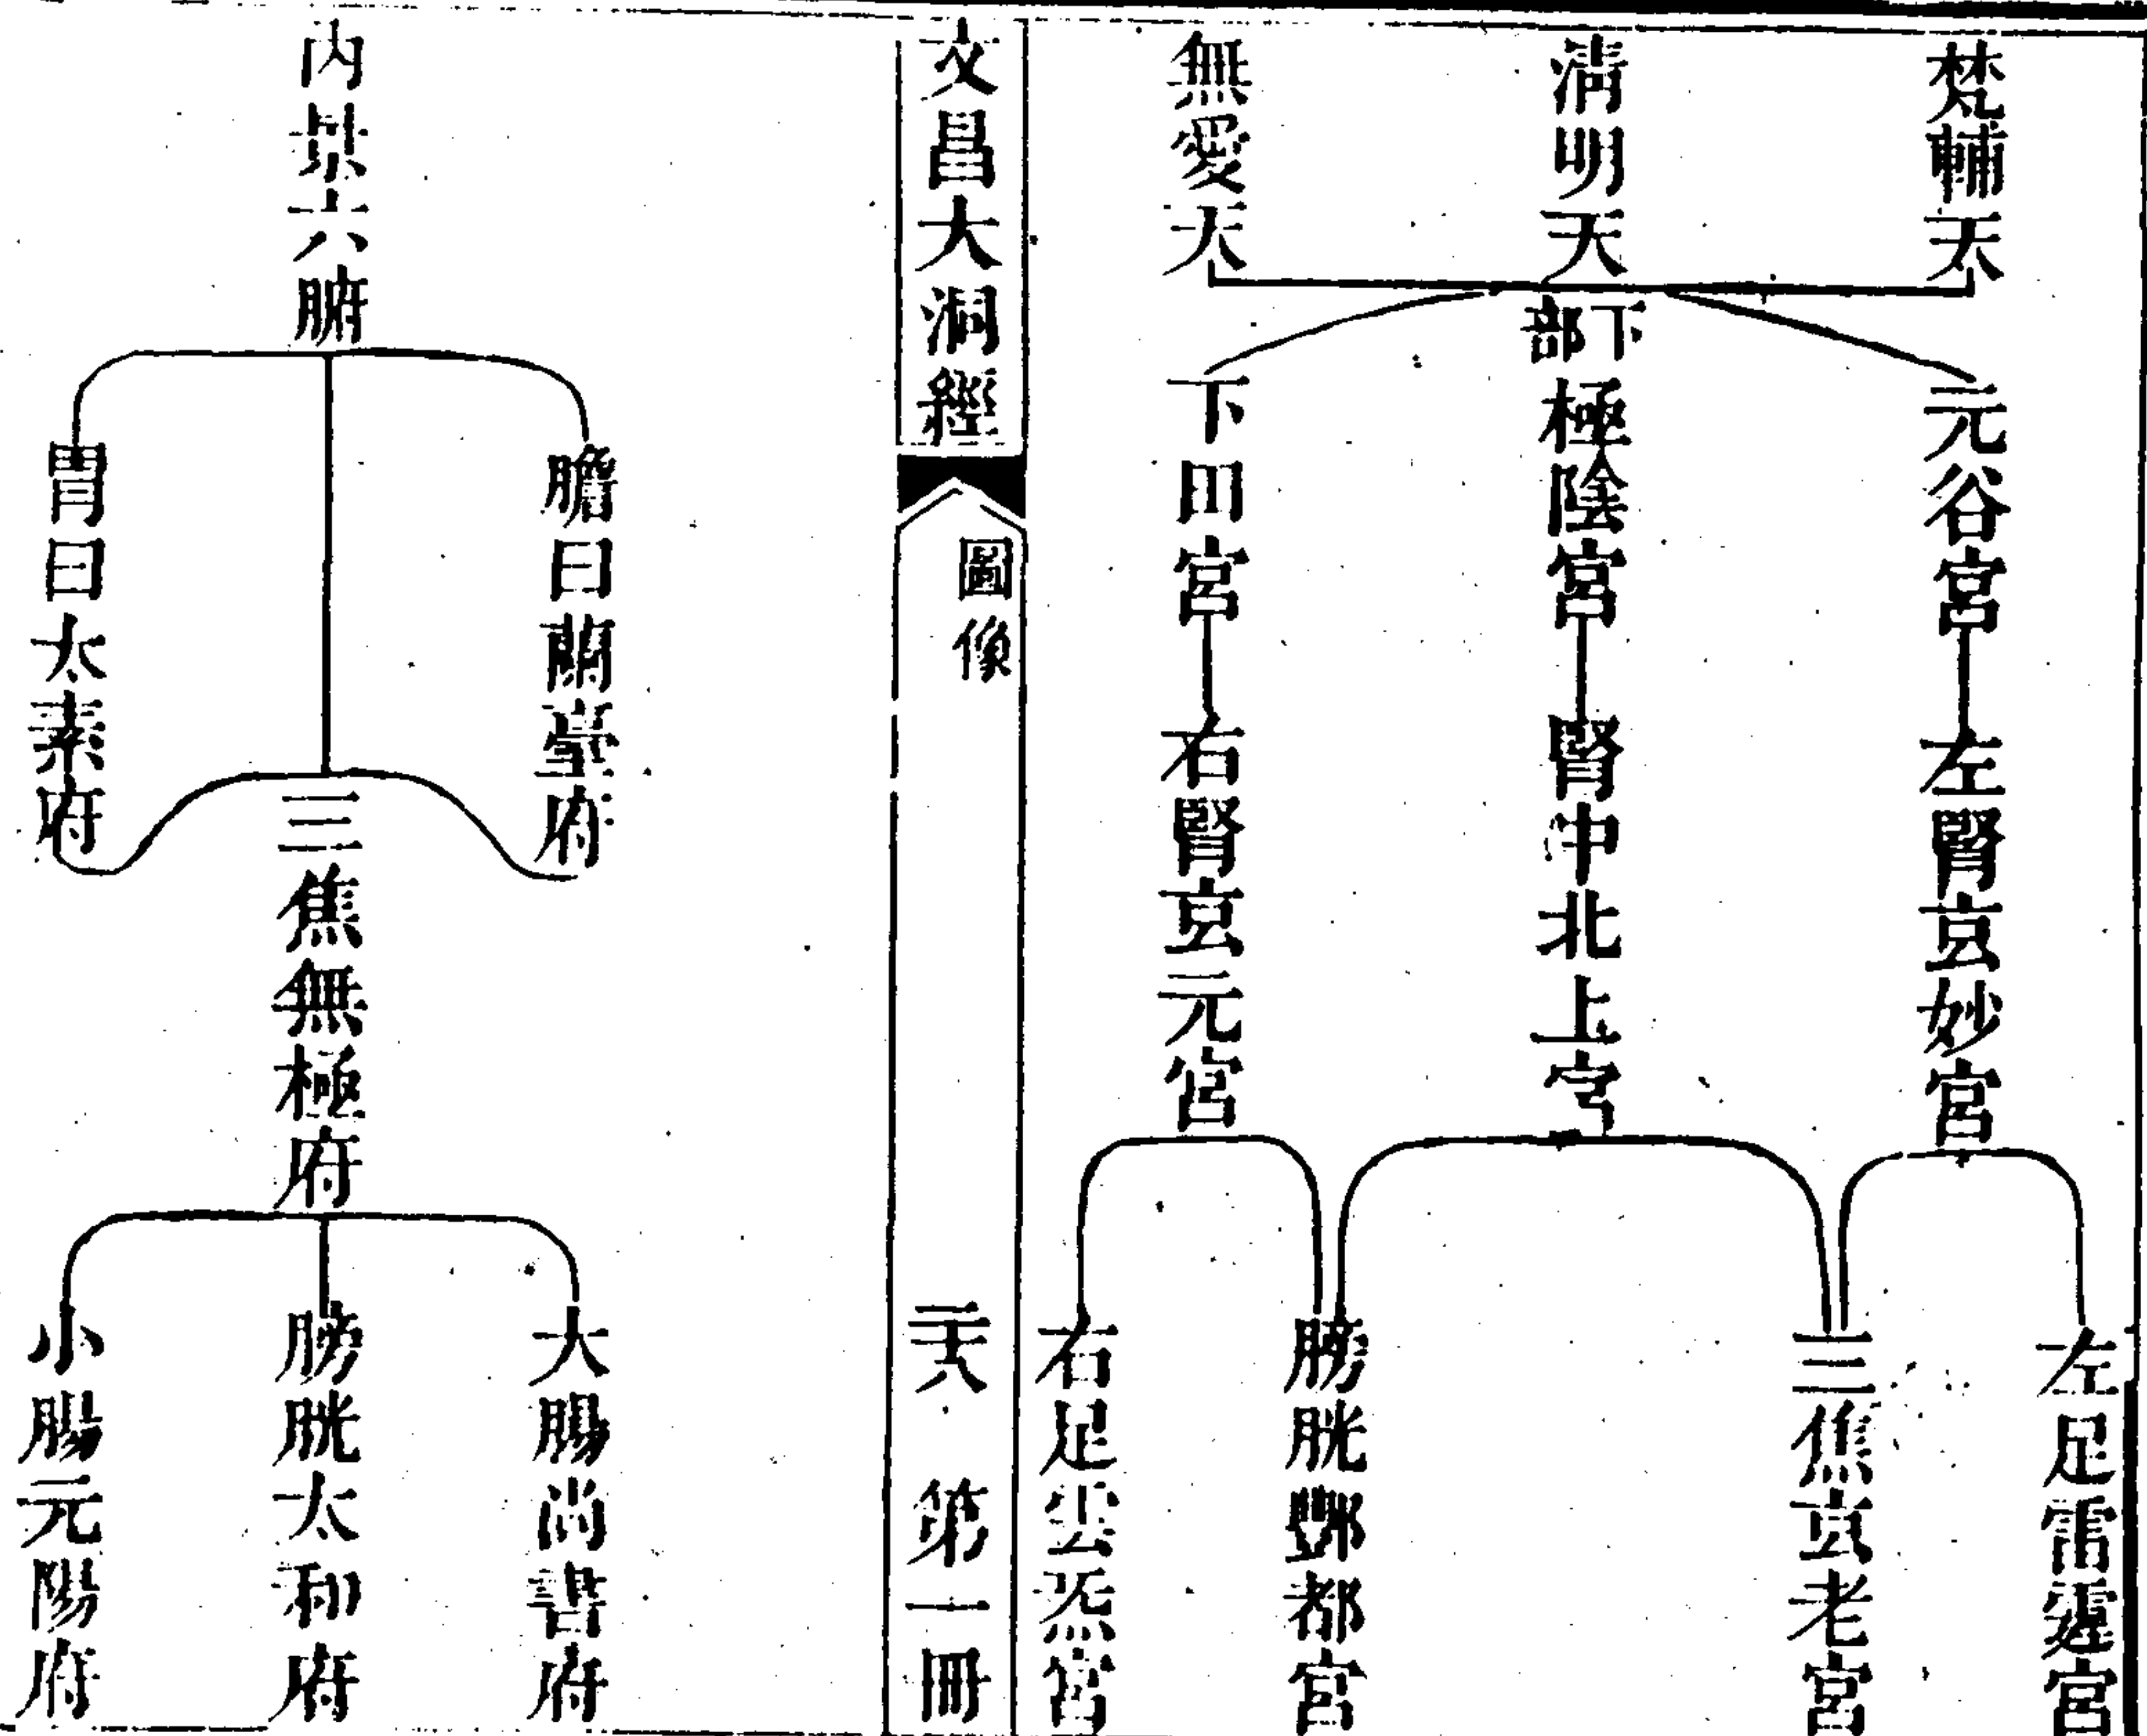 梵輔天
清明天
無愛天
下部
元谷宮
左腎玄妙宮
極陰宮
腎中北上
下田宮
右腎玄元宮
左足雷霆宮
三焦玄老宮
膀胱酆都宮
右足雲炁宮
文昌大洞經
圖像
第一冊
內景六腑
膽曰蘭臺府
胃曰太素府
三焦無極府
大腸尚書府
膀胱太和府
小腸元陽府